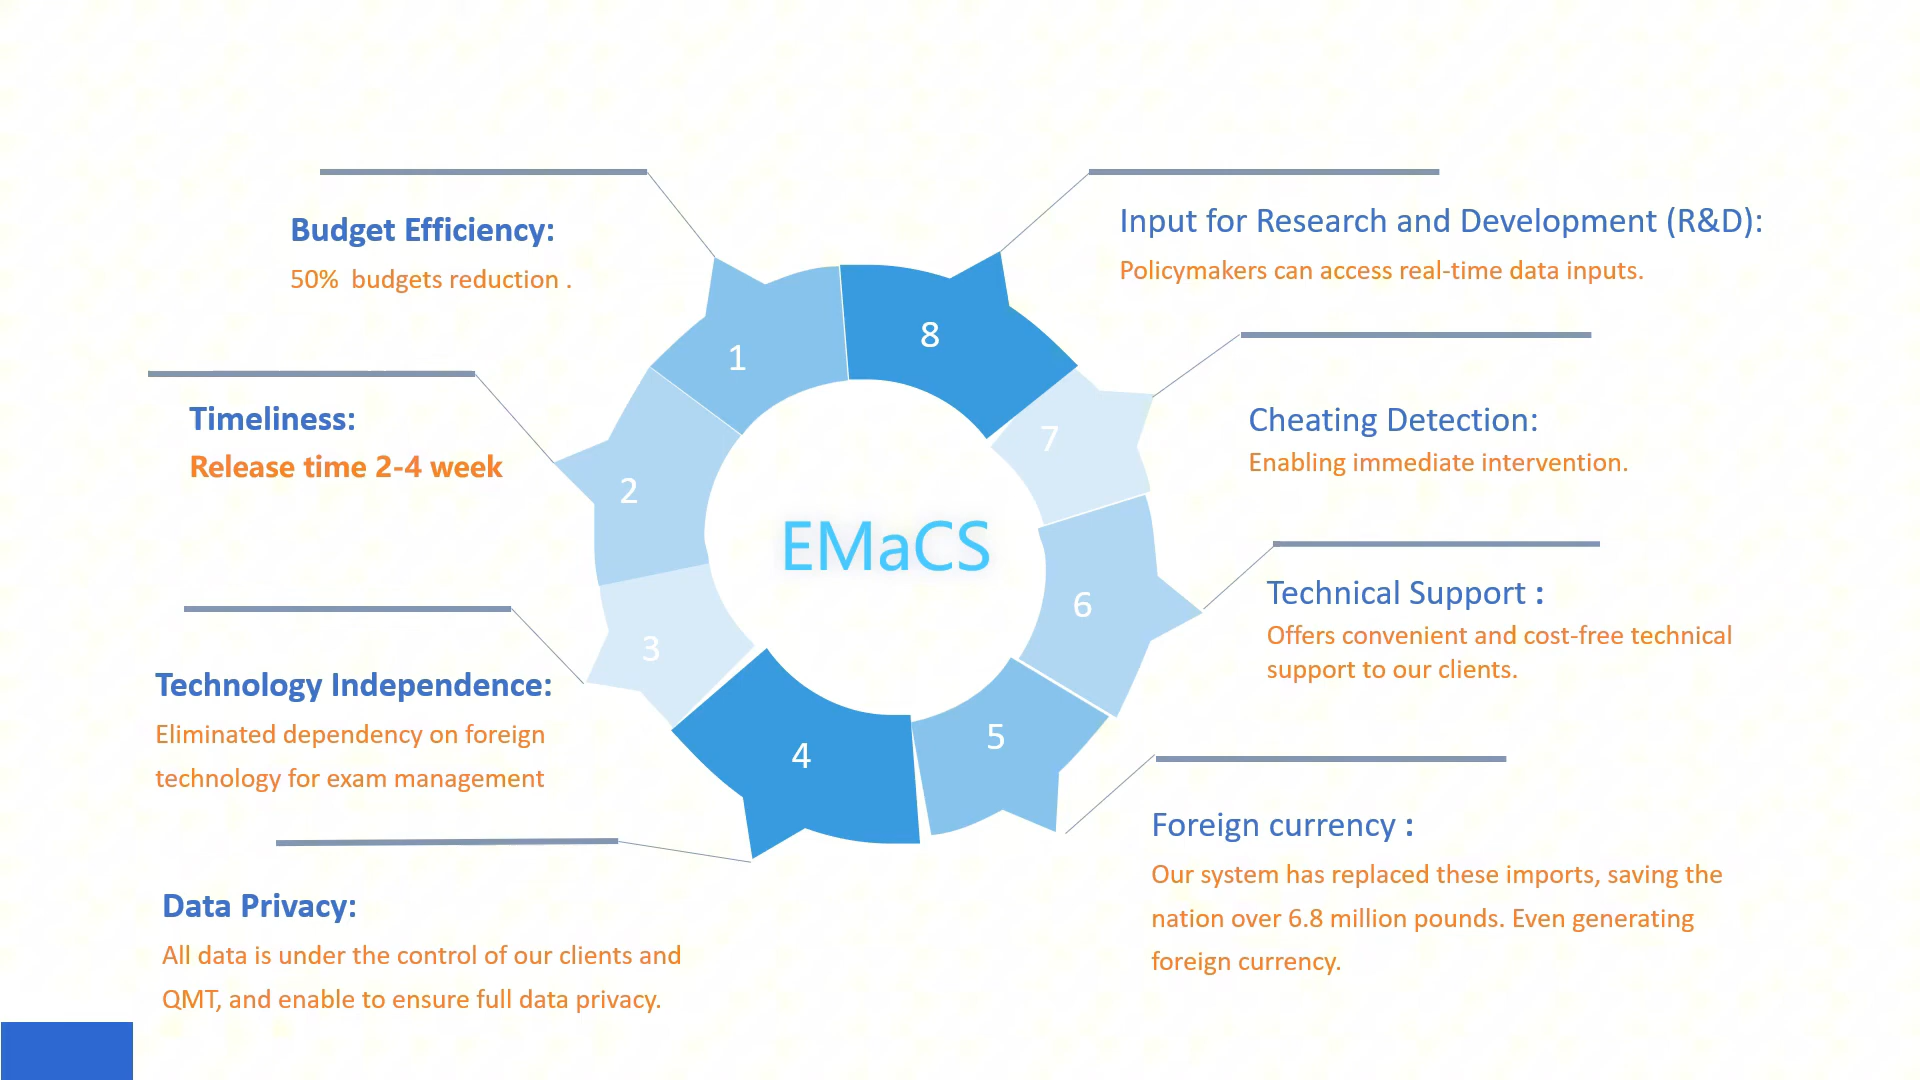 Budget Efficiency:
50%  budgets reduction .
Timeliness:
Release time 2-4 week
Technology Independence:
Eliminated dependency on foreign
technology for exam management
Data Privacy:
All data is under the control of our clients and
QMT, and enable to ensure full data privacy.
1
2
3
4
5
6
7
8
EMaCS
Input for Research and Development (R&D):
Policymakers can access real-time data inputs.
Cheating Detection:
Enabling immediate intervention.
Technical Support :
Offers convenient and cost-free technical
support to our clients.
Foreign currency :
Our system has replaced these imports, saving the
nation over 6.8 million pounds. Even generating
foreign currency.